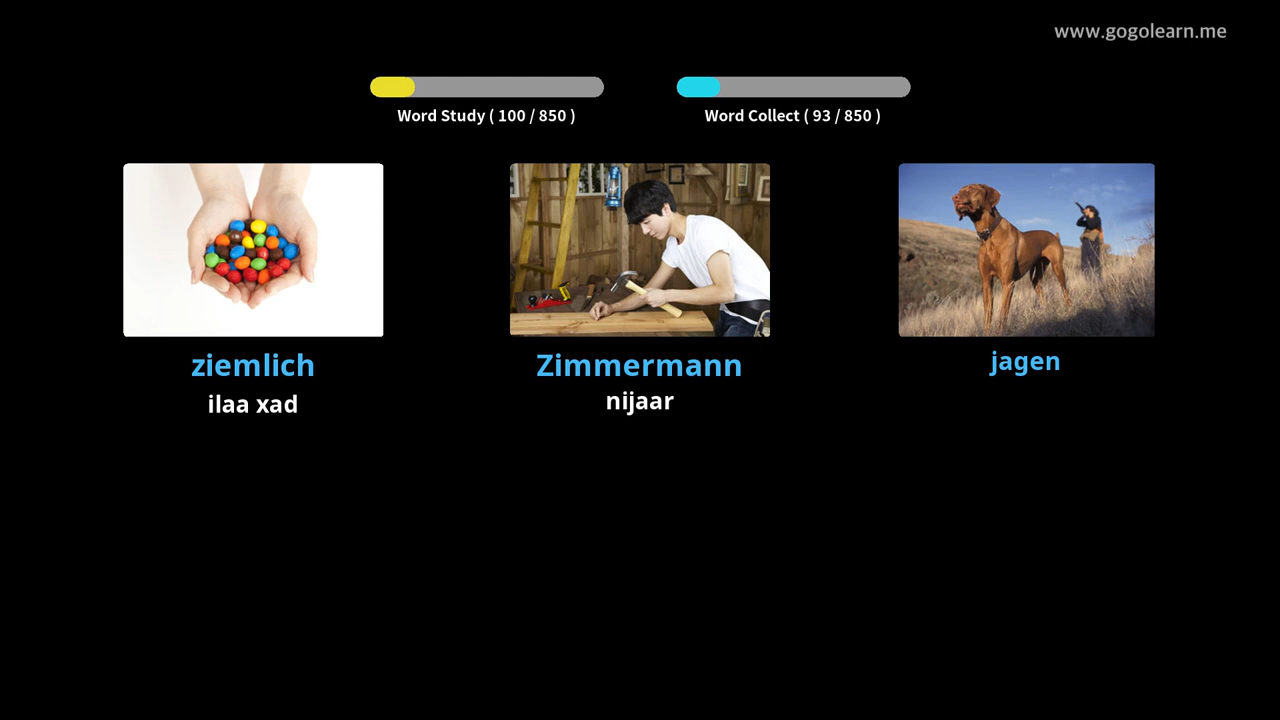 www.gogolearn.me
Word Study ( 100 / 850 )
Word Collect ( 93 / 850 )
ziemlich
ilaa xad
Zimmermann
nijaar
jagen